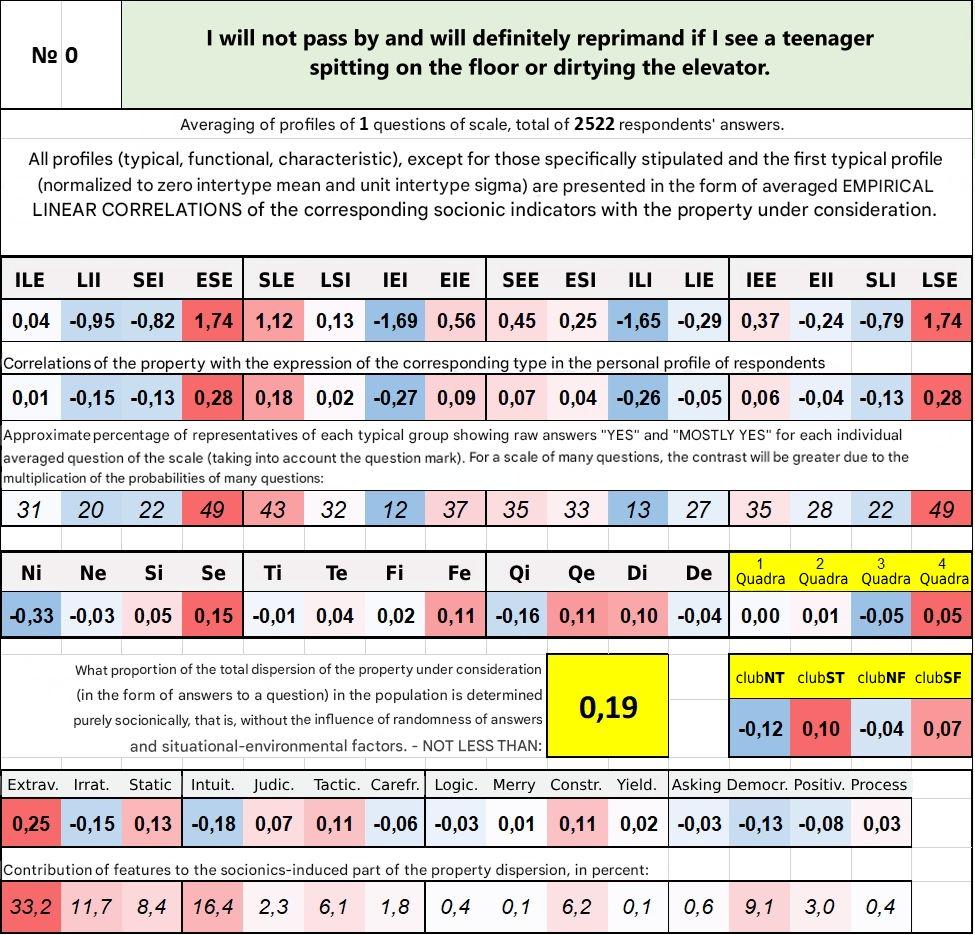 № 0
I will not pass by and will definitely reprimand if I see a teenager
spitting on the floor or dirtying the elevator.
Averaging of profiles of 1 questions of scale, total of 2522 respondents' answers.
All profiles (typical, functional, characteristic), except for those specifically stipulated and the first typical profile
(normalized to zero intertype mean and unit intertype sigma) are presented in the form of averaged EMPIRICAL
LINEAR CORRELATIONS of the corresponding socionic indicators with the property under consideration.
ILE LII SEI ESE SLE LSI IEI EIE SEE ESI ILI LIE IEE EII SLI LSE
0,04 -0,95 -0,82 1,74 1,12 0,13 -1,69 0,56 0,45 0,25 -1,65 -0,29 0,37 -0,24 -0,79 1,74
Correlations of the property with the expression of the corresponding type in the personal profile of respondents
0,01 -0,15 -0,13 0,28 0,18 0,02 -0,27 0,09 0,07 0,04 -0,26 -0,05 0,06 -0,04 -0,13 0,28
Approximate percentage of representatives of each typical group showing raw answers "YES" and "MOSTLY YES" for each individual
averaged question of the scale (taking into account the question mark). For a scale of many questions, the contrast will be greater due to the
multiplication of the probabilities of many questions:
31 20 22 49 43 32 12 37 35 33 13 27 35 28 22 49
Ni Ne Si Se Ti Te Fi Fe Qi Qe Di De 1 Quadra 2 Quadra 3 Quadra 4 Quadra
-0,33 -0,03 0,05 0,15 -0,01 0,04 0,02 0,11 -0,16 0,11 0,10 -0,04 0,00 0,01 -0,05 0,05
What proportion of the total dispersion of the property under consideration
(in the form of answers to a question) in the population is determined
purely socionically, that is, without the influence of randomness of answers
and situational-environmental factors. - NOT LESS THAN:
0,19
clubNT clubST clubNF clubSF
-0,12 0,10 -0,04 0,07
Extrav. Irrat. Static Intuit. Judic. Tactic. Carefr. Logic. Merry Constr. Yield. Asking Democr. Positiv. Process
0,25 -0,15 0,13 -0,18 0,07 0,11 -0,06 -0,03 0,01 0,11 0,02 -0,03 -0,13 -0,08 0,03
Contribution of features to the socionics-induced part of the property dispersion, in percent:
33,2 11,7 8,4 16,4 2,3 6,1 1,8 0,4 0,1 6,2 0,1 0,6 9,1 3,0 0,4